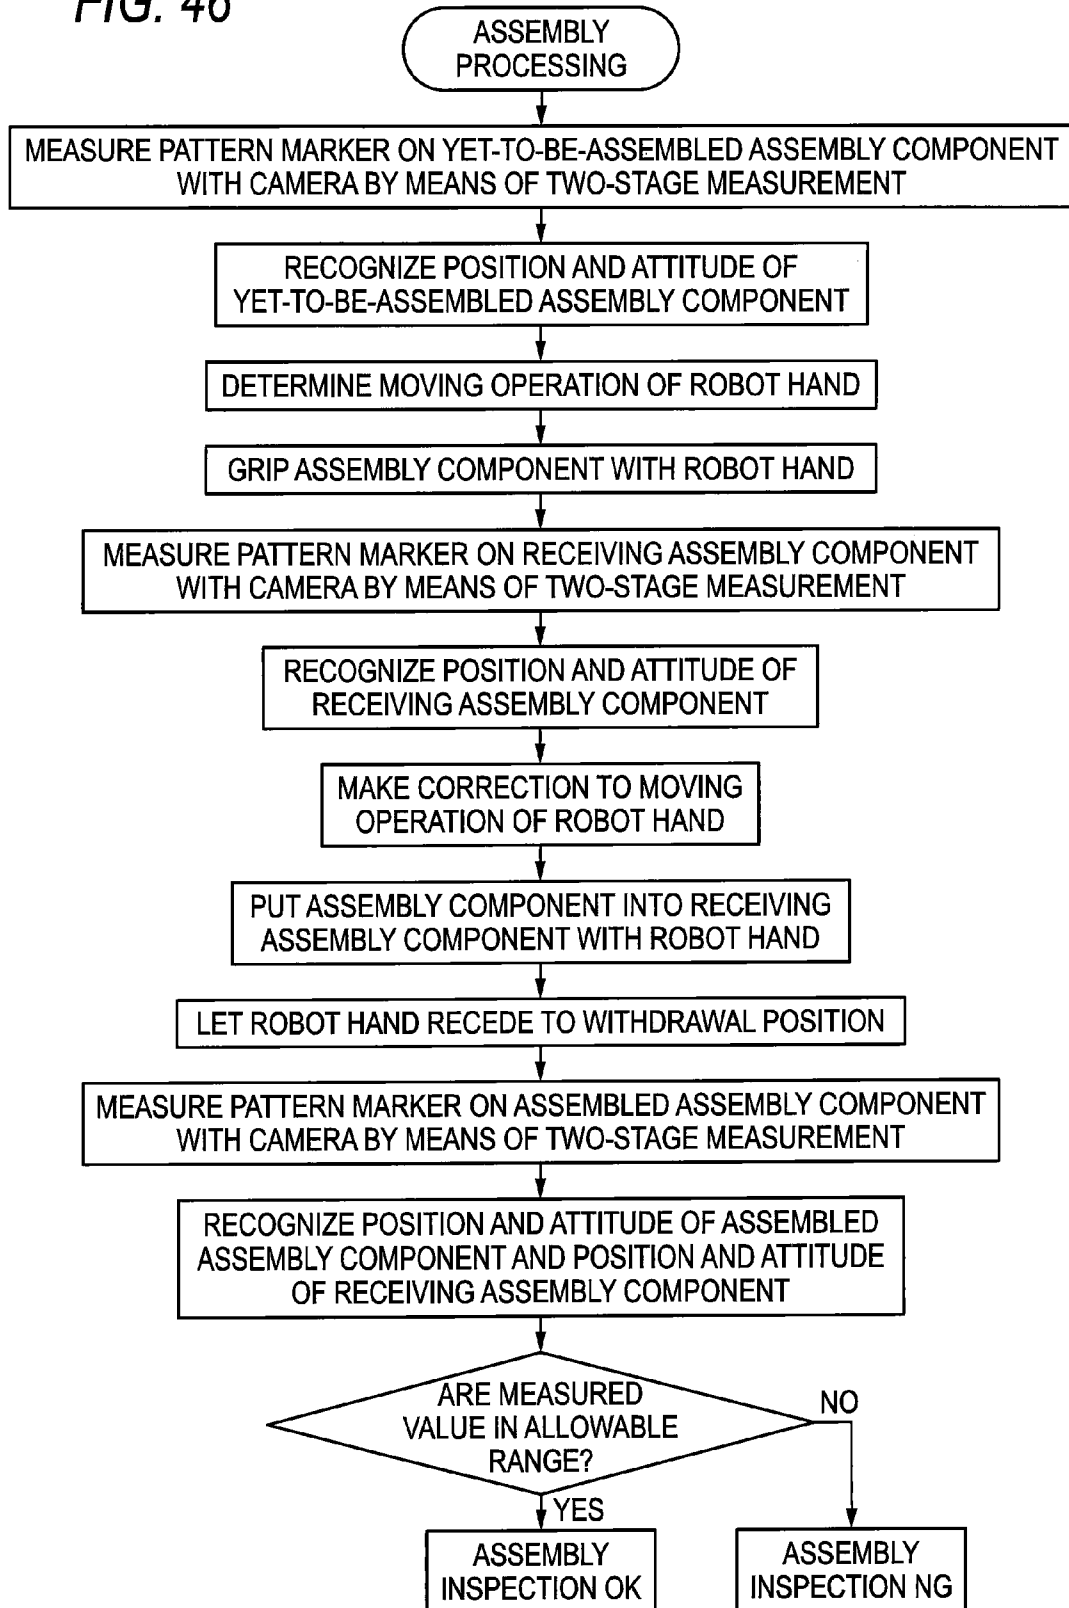 FIG. 46
ASSEMBLY
PROCESSING
MEASURE PATTERN MARKER ON YET-TO-BE-ASSEMBLED ASSEMBLY COMPONENT
WITH CAMERA BY MEANS OF TWO-STAGE MEASUREMENT
RECOGNIZE POSITION AND ATTITUDE OF
YET-TO-BE-ASSEMBLED ASSEMBLY COMPONENT
DETERMINE MOVING OPERATION OF ROBOT HAND
GRIP ASSEMBLY COMPONENT WITH ROBOT HAND
MEASURE PATTERN MARKER ON RECEIVING ASSEMBLY COMPONENT
WITH CAMERA BY MEANS OF TWO-STAGE MEASUREMENT
RECOGNIZE POSITION AND ATTITUDE OF
RECEIVING ASSEMBLY COMPONENT
MAKE CORRECTION TO MOVING
OPERATION OF ROBOT HAND
PUT ASSEMBLY COMPONENT INTO RECEIVING
ASSEMBLY COMPONENT WITH ROBOT HAND
LET ROBOT HAND RECEDE TO WITHDRAWAL POSITION
MEASURE PATTERN MARKER ON ASSEMBLED ASSEMBLY COMPONENT
WITH CAMERA BY MEANS OF TWO-STAGE MEASUREMENT
RECOGNIZE POSITION AND ATTITUDE OF ASSEMBLED
ASSEMBLY COMPONENT AND POSITION AND ATTITUDE
OF RECEIVING ASSEMBLY COMPONENT
ARE MEASURED
VALUE IN ALLOWABLE
RANGE?
NO
YES
ASSEMBLY
INSPECTION OK
ASSEMBLY
INSPECTION NG